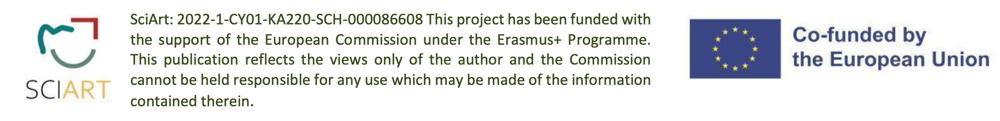 SCIART
SciArt: 2022-1-CY01-KA220-SCH-000086608 This project has been funded with
the support of the European Commission under the Erasmus+ Programme.
This publication reflects the views only of the author and the Commission
cannot be held responsible for any use which may be made of the information
contained therein.
Co-funded by
the European Union